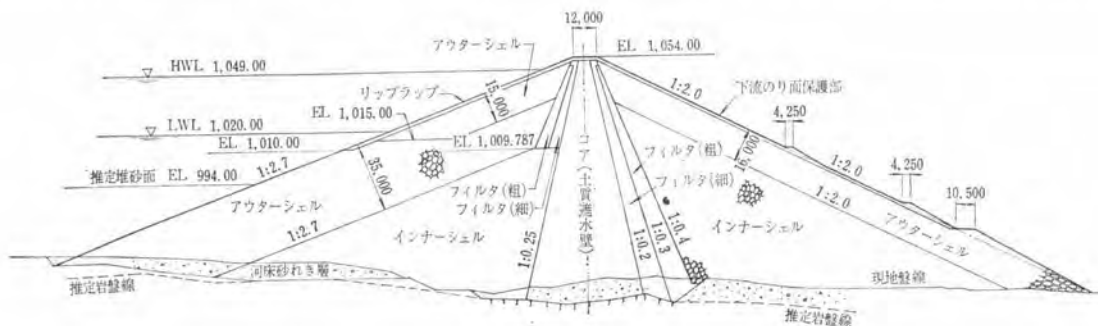 12,000
アウターシェル
EL 1,054.00
HWL 1,049.00
リップラップ
15,000
1:2.0
下流のり面保護部
EL 1,015.00
4,250
LWL 1,020.00
EL 1,010.00
EL 1,009.787
コア(土質遮水壁)
フィルタ(粗)
16,000
1:2.0
推定堆砂面 EL 994.00
1:2.7
35,000
フィルタ(細)
4,250
10,500
フィルタ(粗)
フィルタ(細)
1:2.0
アウターシェル
アウターシェル
1:2.7
インナーシェル
1:0.25
1:0.2
1:0.3
1:0.4
インナーシェル
河床砂れき層
現地盤線
推定岩盤線
推定岩盤線